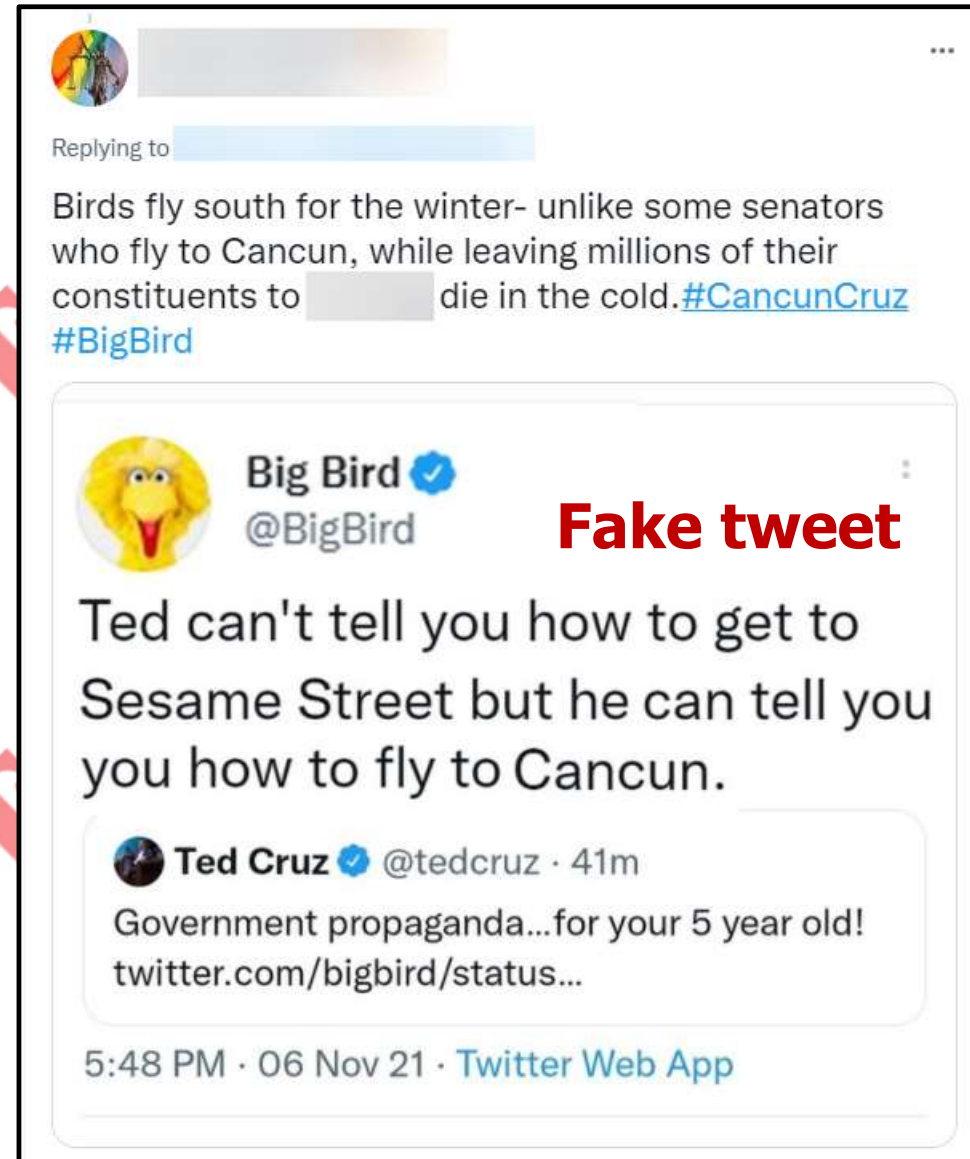 Replying to
Birds fly south for the winter- unlike some senators
who fly to Cancun, while leaving millions of their
constituents to die in the cold.#CancunCruz
#BigBird
Big Bird
@BigBird
Fake tweet
Ted can't tell you how to get to
Sesame Street but he can tell you
you how to fly to Cancun.
Ted Cruz @tedcruz · 41m
Government propaganda...for your 5 year old!
twitter.com/bigbird/status...
5:48 PM · 06 Nov 21 · Twitter Web App